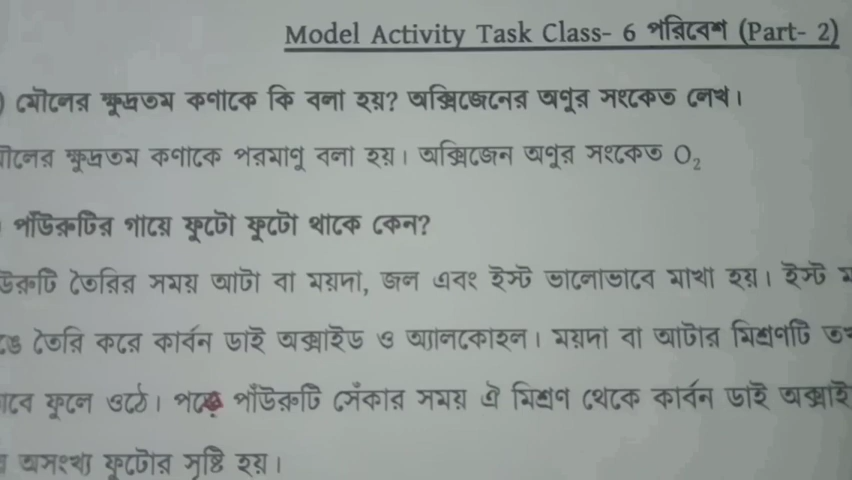 Model Activity Task Class- 6 পরিবেশ (Part- 2)
) মৌলের ক্ষুদ্রতম কণাকে কি বলা হয়? অক্সিজেনের অণুর সংকেত লেখ।
ৌলের ক্ষুদ্রতম কণাকে পরমাণু বলা হয়। অক্সিজেন অণুর সংকেত O₂
পাঁউরুটির গায়ে ফুটো ফুটো থাকে কেন?
উরুটি তৈরির সময় আটা বা ময়দা, জল এবং ইস্ট ভালোভাবে মাখা হয়। ইস্ট
তৈরি করে কার্বন ডাই অক্সাইড ও অ্যালকোহল। ময়দা বা আটার মিশ্রণটি
ফুলে ওঠে। পরে পাঁউরুটি সেঁকার সময় ঐ মিশ্রণ থেকে কার্বন ডাই অক্সাই
অসংখ্য ফুটোর সৃষ্টি হয়।